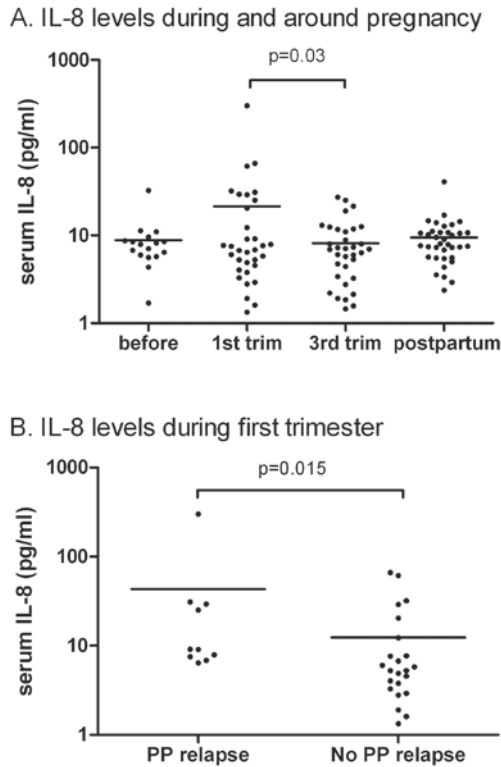 A. IL-8 levels during and around pregnancy
p=0.03
1000
100
10
1
serum IL-8 (pg/ml)
before 1st trim 3rd trim postpartum
B. IL-8 levels during first trimester
p=0.015
1000
100
10
1
serum IL-8 (pg/ml)
PP relapse No PP relapse